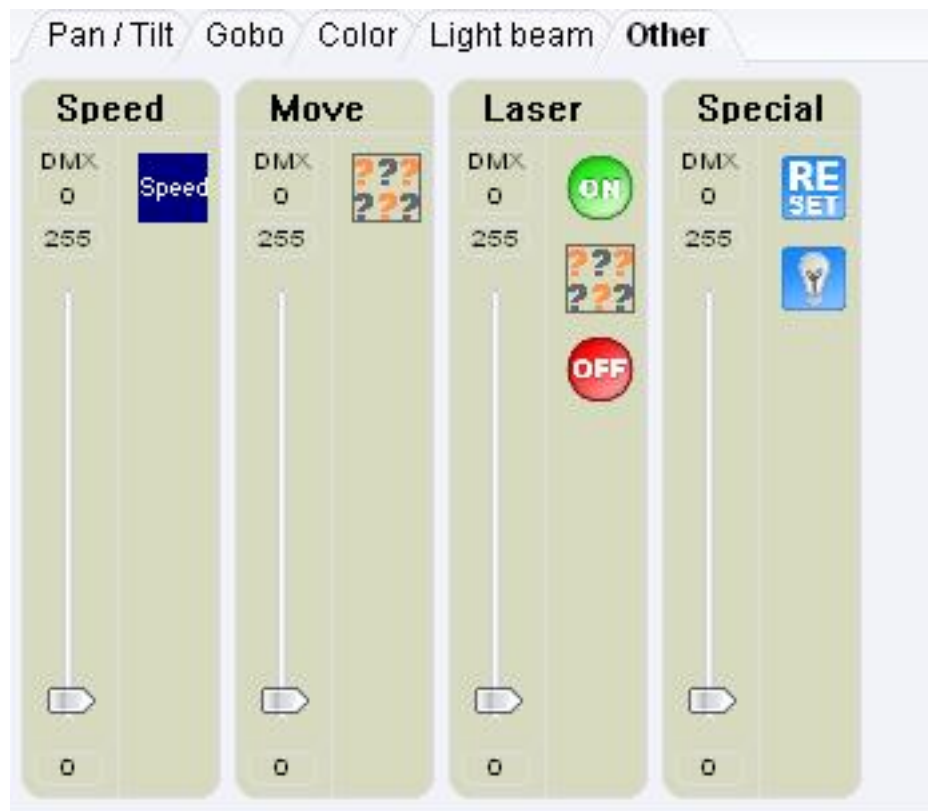 Pan / Tilt Gobo Color Light beam Other
Speed Move Laser Special
DMX DMX DMX DMX
0 Speed 0 ??? 0 ON 0 RE
SET
???
255 255 255 255
???
???
OFF
0 0 0 0